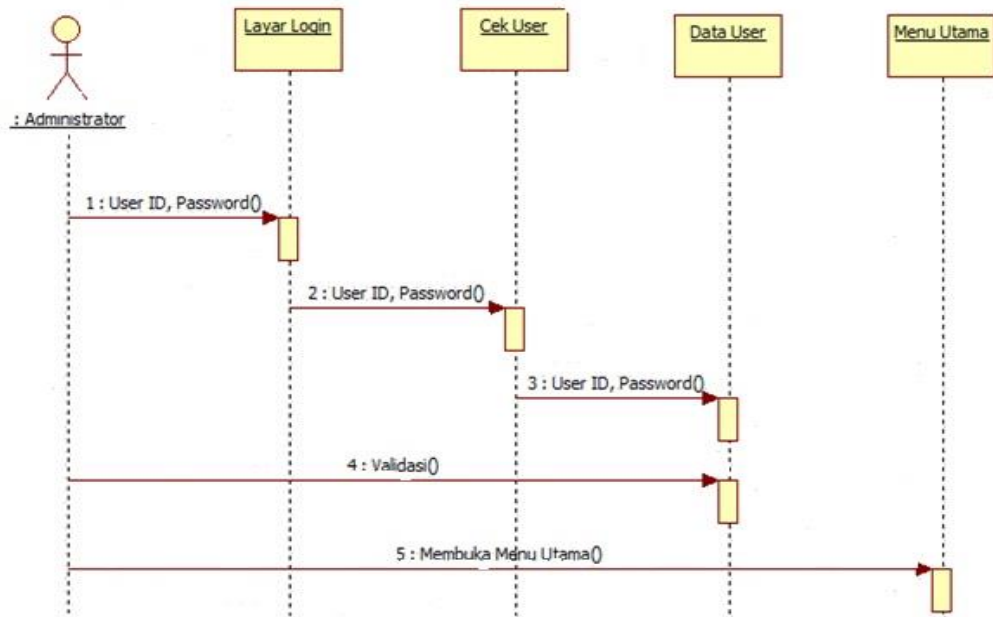 Layar Login
Cek User
Data User
Menu Utama
: Administrator
1 : User ID, Password()
2 : User ID, Password()
3 : User ID, Password()
4 : Validasi()
5 : Membuka Menu Utama()